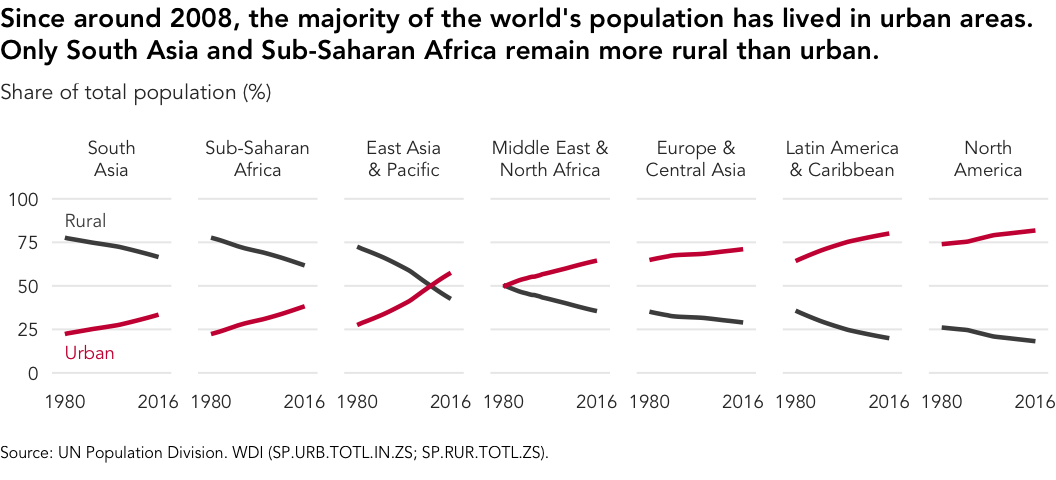 Since around 2008, the majority of the world's population has lived in urban areas.
Only South Asia and Sub-Saharan Africa remain more rural than urban.
Share of total population (%)
South
Asia
Sub-Saharan
Africa
East Asia
& Pacific
Middle East &
North Africa
Europe &
Central Asia
Latin America
& Caribbean
North
America
100
Rural
75
50
25
Urban
0
1980 2016 1980 2016 1980 2016 1980 2016 1980 2016 1980 2016 1980 2016
Source: UN Population Division. WDI (SP.URB.TOTL.IN.ZS; SP.RUR.TOTL.ZS).